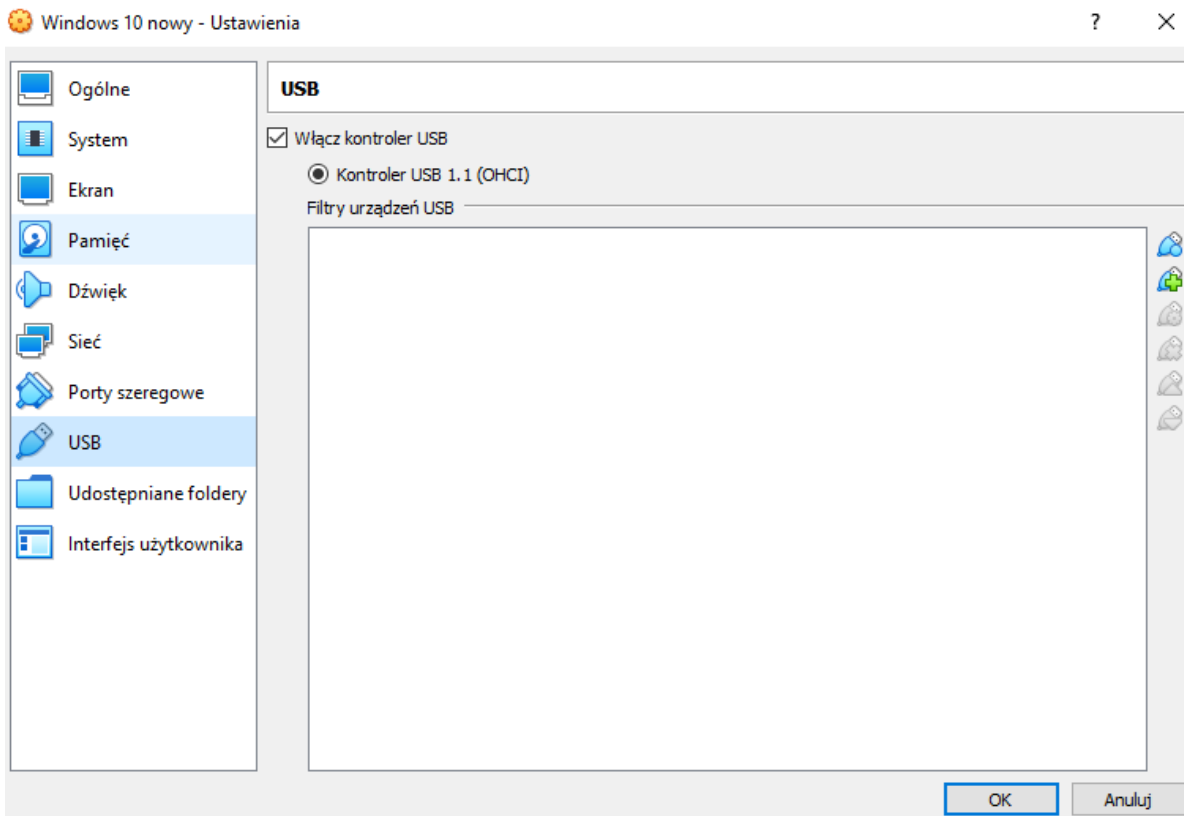 Windows 10 nowy - Ustawienia
?
Ogólne
System
Ekran
Pamięć
Dźwięk
Sieć
Porty szeregowe
USB
Udostępniane foldery
Interfejs użytkownika
USB
Włącz kontroler USB
Kontroler USB 1.1 (OHCI)
Filtry urządzeń USB
OK
Anuluj